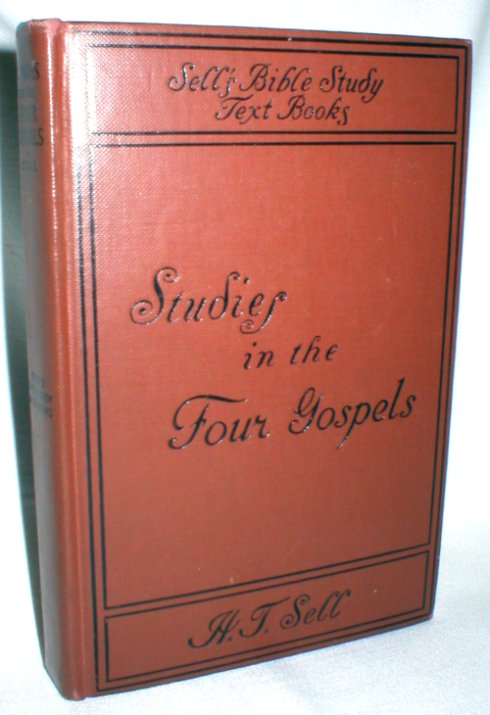 Sell's Bible Study
Text Books
Studies
in the
Four Gospels
H. T. Sell